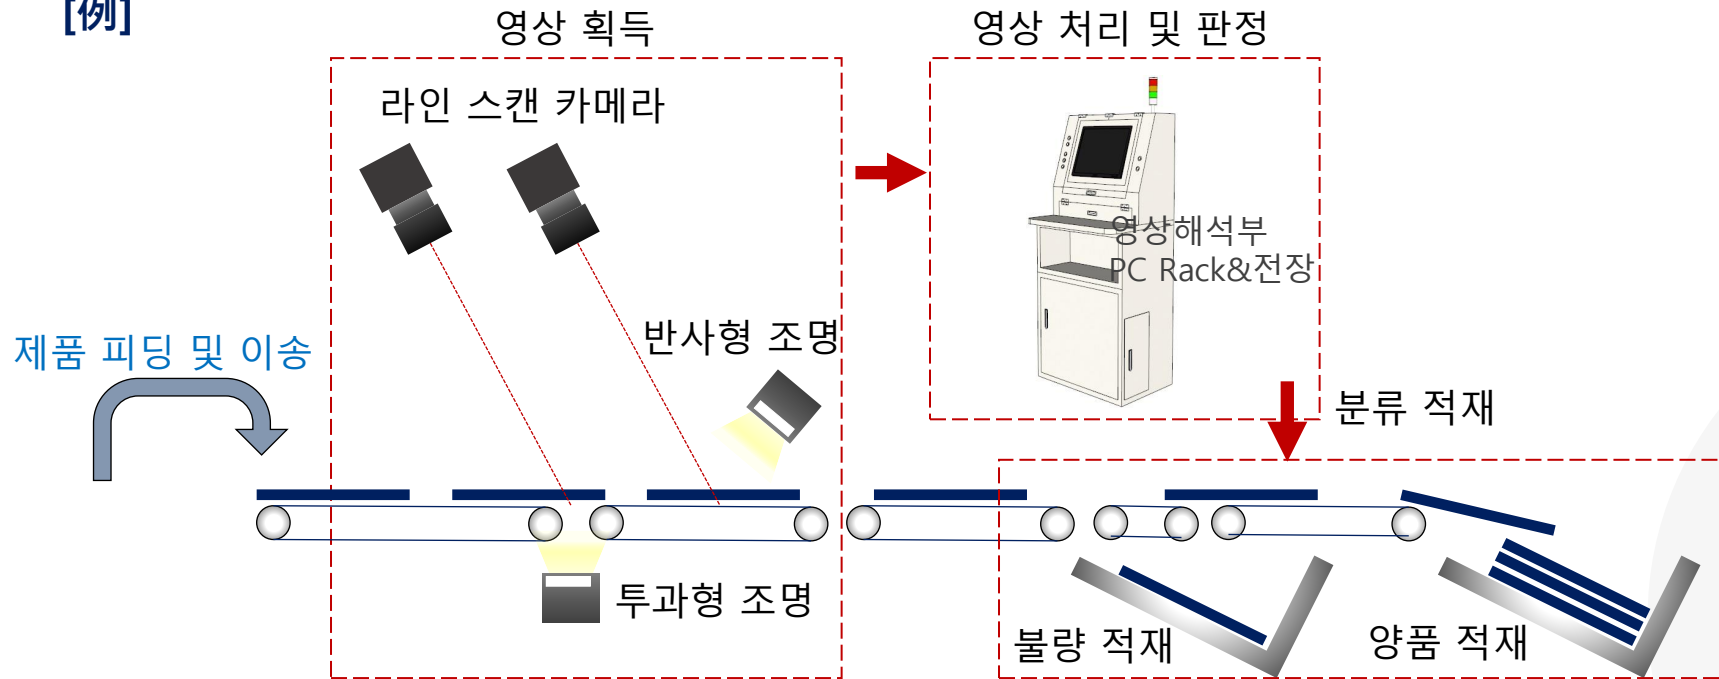 [例]
영상 획득
영상 처리 및 판정
라인 스캔 카메라
영상해석부
PC Rack&전장
반사형 조명
제품 피딩 및 이송
분류 적재
투과형 조명
불량 적재
양품 적재